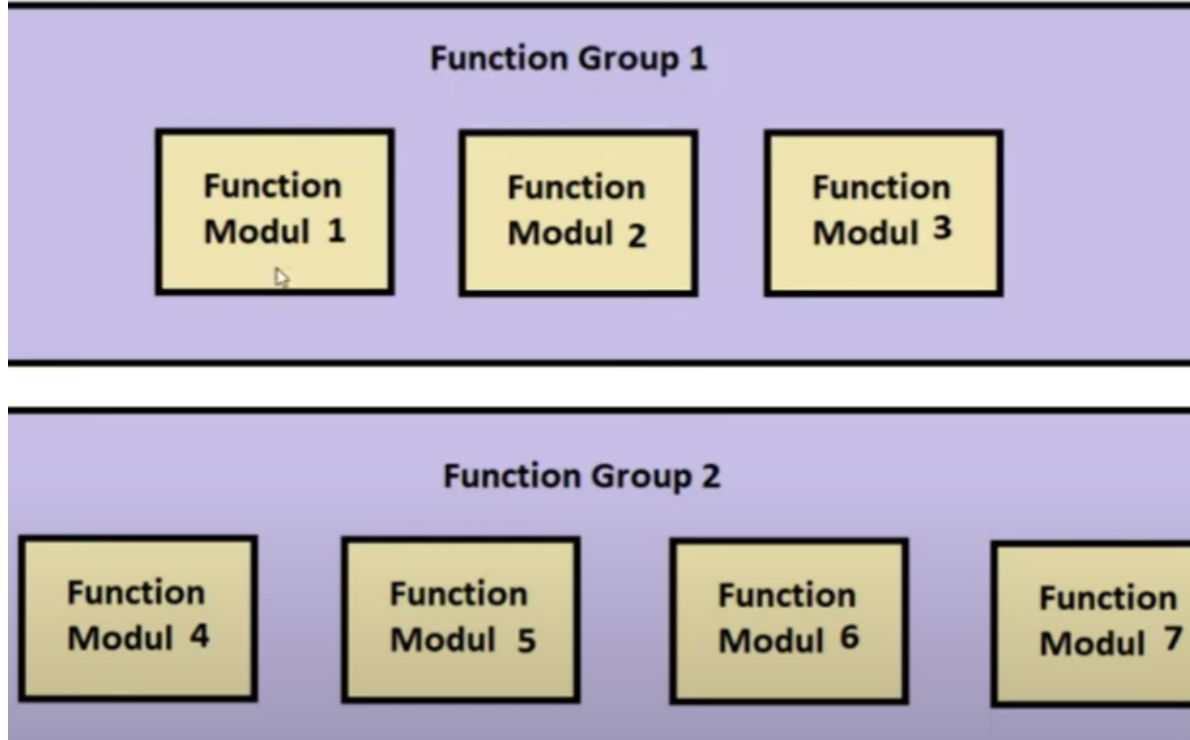 Function Group 1
Function
Modul 1
Function
Modul 2
Function
Modul 3
Function Group 2
Function
Modul 4
Function
Modul 5
Function
Modul 6
Function
Modul 7